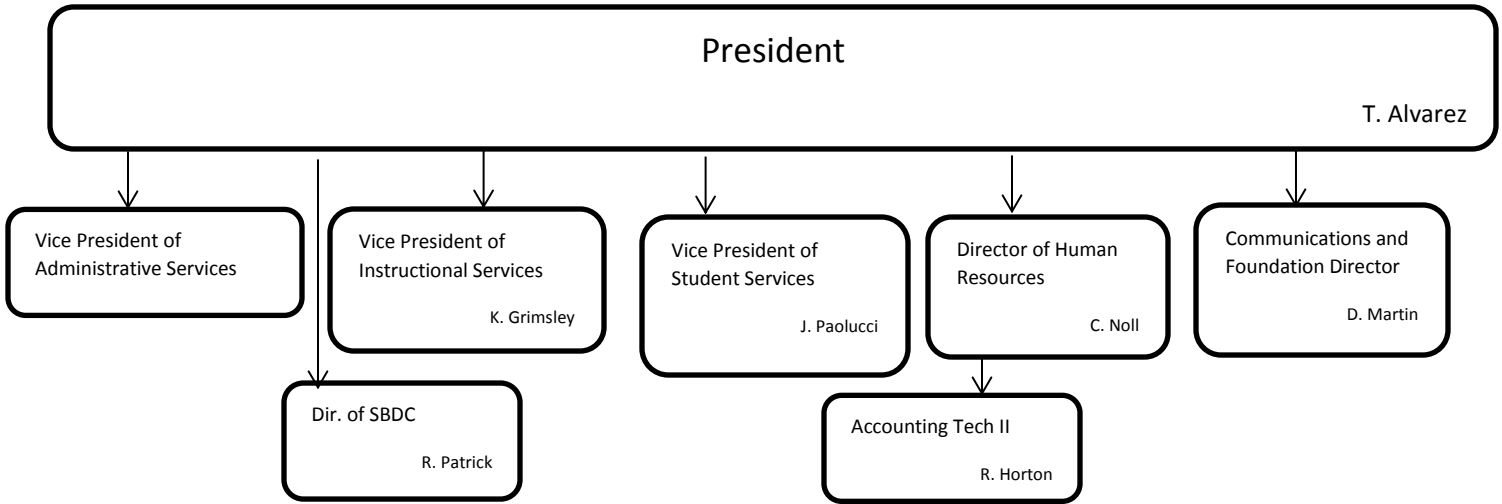 President
T. Alvarez
Vice President of
Administrative Services
Vice President of
Instructional Services
K. Grimsley
Vice President of
Student Services
J. Paolucci
Director of Human
Resources
C. Noll
Communications and
Foundation Director
D. Martin
Dir. of SBDC
R. Patrick
Accounting Tech II
R. Horton